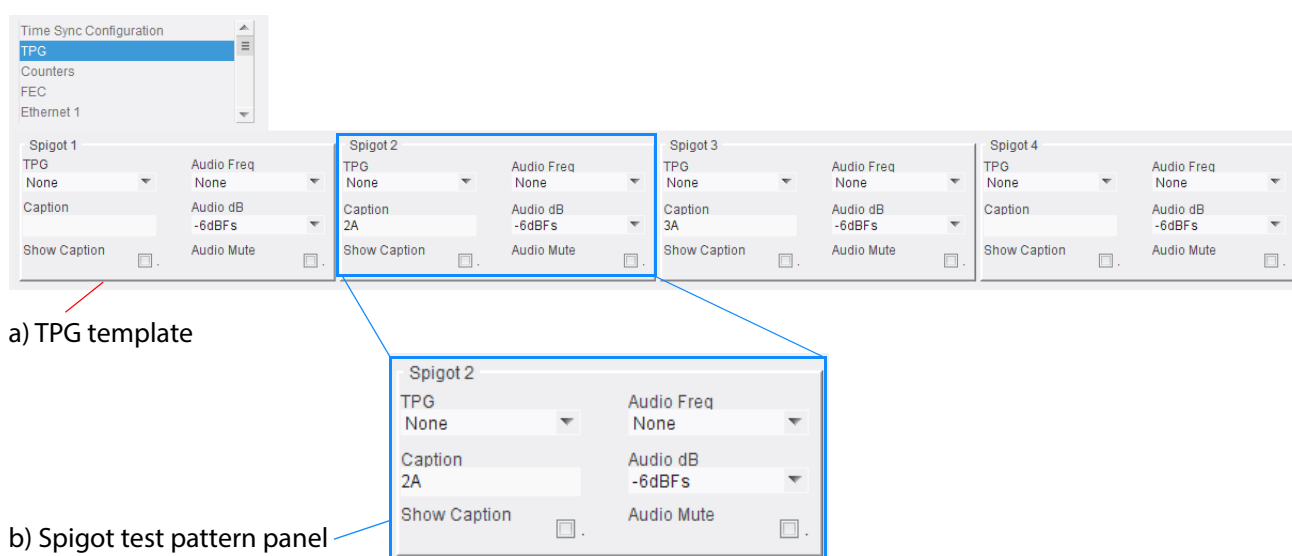 Time Sync Configuration
TPG
Counters
FEC
Ethernet 1
Spigot 1
TPG Audio Freq
None None
Caption Audio dB
-6dBFs
Show Caption Audio Mute
.
.
Spigot 2
TPG Audio Freq
None None
Caption Audio dB
2A -6dBFs
Show Caption Audio Mute
.
.
Spigot 3
TPG Audio Freq
None None
Caption Audio dB
3A -6dBFs
Show Caption Audio Mute
.
.
Spigot 4
TPG Audio Freq
None None
Caption Audio dB
-6dBFs
Show Caption Audio Mute
.
.
a) TPG template
Spigot 2
TPG Audio Freq
None None
Caption Audio dB
2A -6dBFs
Show Caption Audio Mute
.
.
b) Spigot test pattern panel